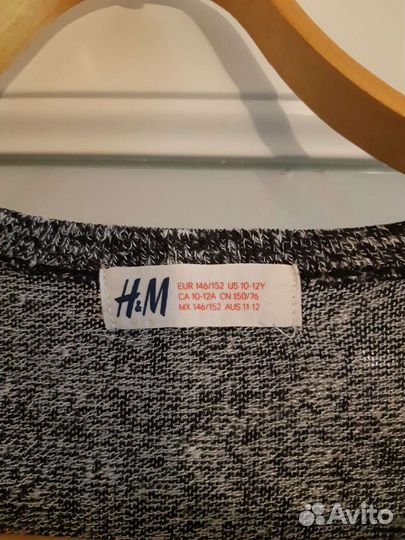 H&M
EUR 146/152 US 10-12Y
CA 10-12A CN 150/76
MX 146/152 AUS 11-12
Avito